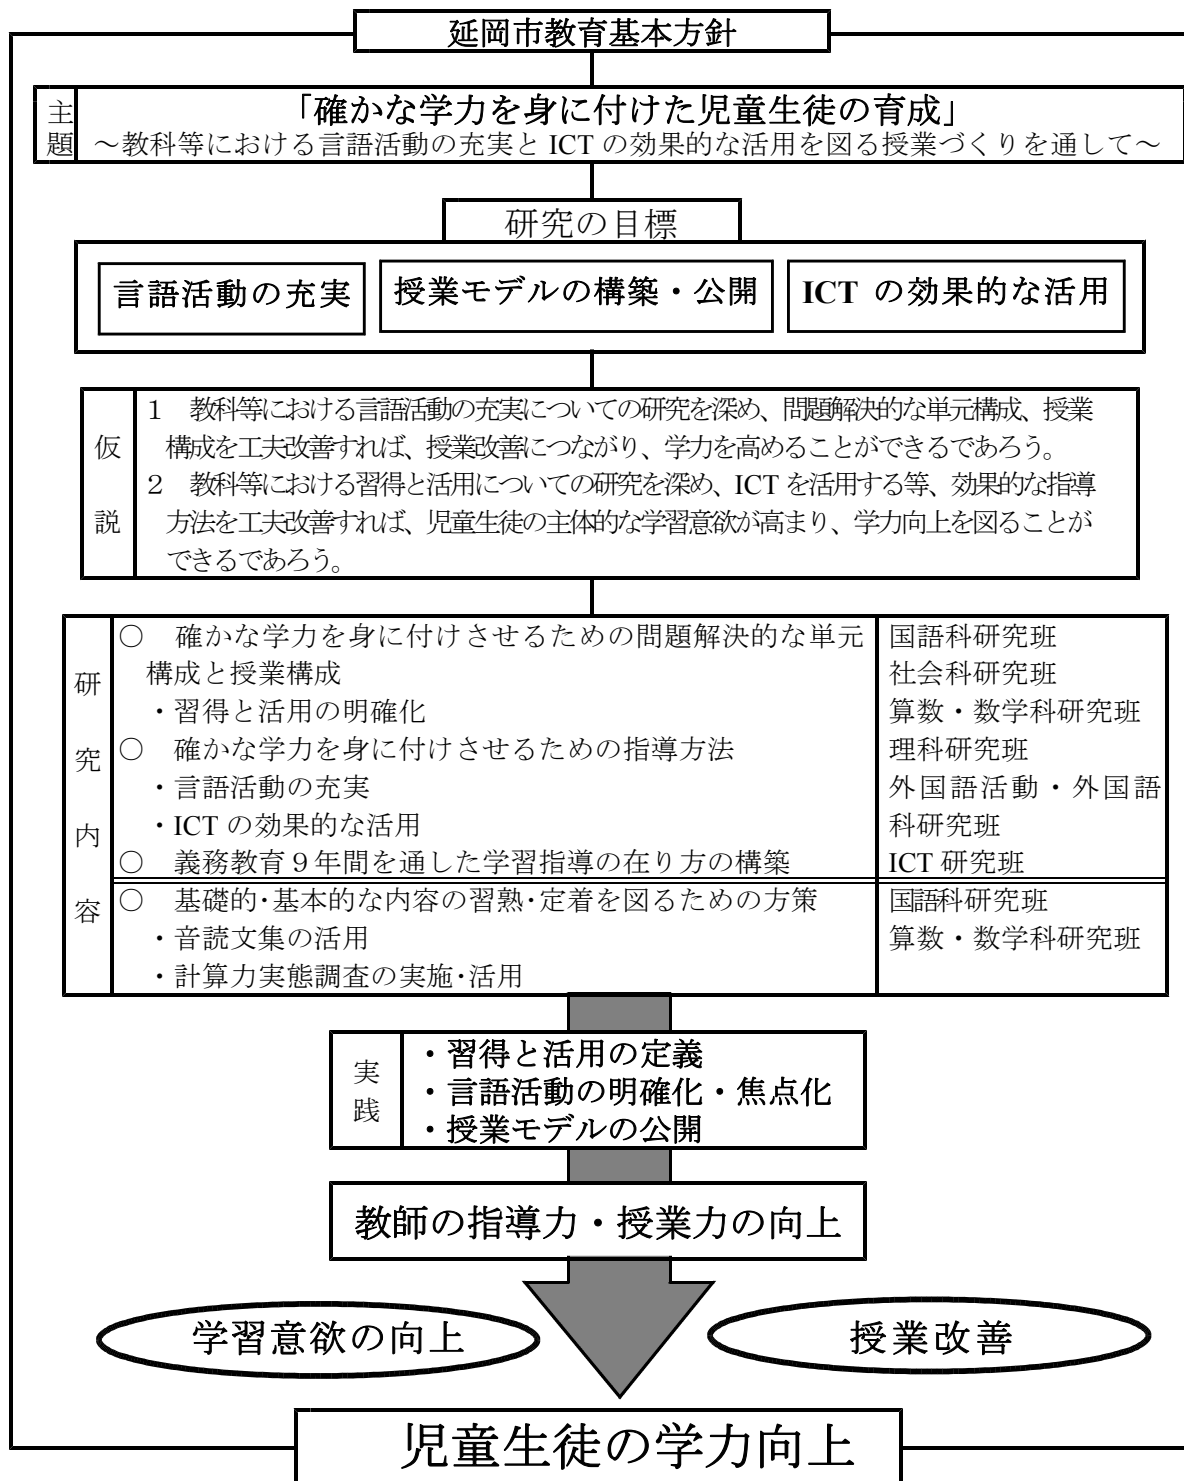 延岡市教育基本方針
主題
「確かな学力を身に付けた児童生徒の育成」
～教科等における言語活動の充実と ICT の効果的な活用を図る授業づくりを通して～
研究の目標
言語活動の充実
授業モデルの構築・公開
ICT の効果的な活用
仮説
１　教科等における言語活動の充実についての研究を深め、問題解決的な単元構成、授業
構成を工夫改善すれば、授業改善につながり、学力を高めることができるであろう。
２　教科等における習得と活用についての研究を深め、ICT を活用する等、効果的な指導
方法を工夫改善すれば、児童生徒の主体的な学習意欲が高まり、学力向上を図ることが
できるであろう。
研究内容
○　確かな学力を身に付けさせるための問題解決的な単元
構成と授業構成
・習得と活用の明確化
○　確かな学力を身に付けさせるための指導方法
・言語活動の充実
・ICT の効果的な活用
○　義務教育９年間を通した学習指導の在り方の構築
国語科研究班
社会科研究班
算数・数学科研究班
理科研究班
外国語活動・外国語
科研究班
ICT 研究班
○　基礎的･基本的な内容の習熟･定着を図るための方策
・音読文集の活用
・計算力実態調査の実施･活用
国語科研究班
算数・数学科研究班
実践
・習得と活用の定義
・言語活動の明確化・焦点化
・授業モデルの公開
教師の指導力・授業力の向上
学習意欲の向上
授業改善
児童生徒の学力向上